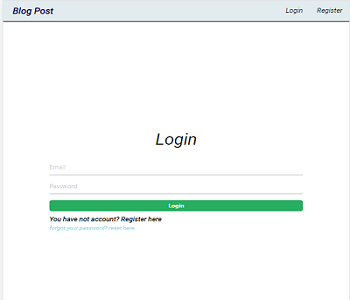 Blog Post
Login Register
Login
Email
Password
Login
You have not account? Register here
forgot your password? reset here